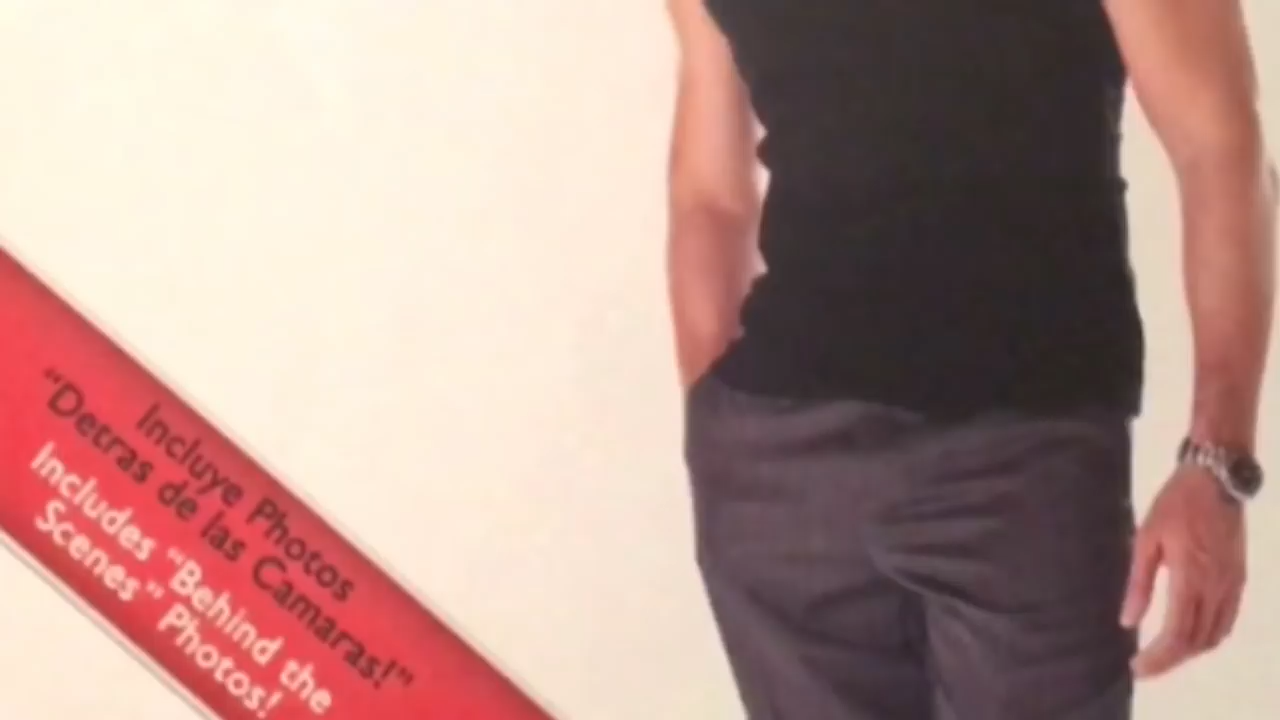 Incluye Photos
"Detras de las Camaras!"
Includes "Behind the
Scenes" Photos!